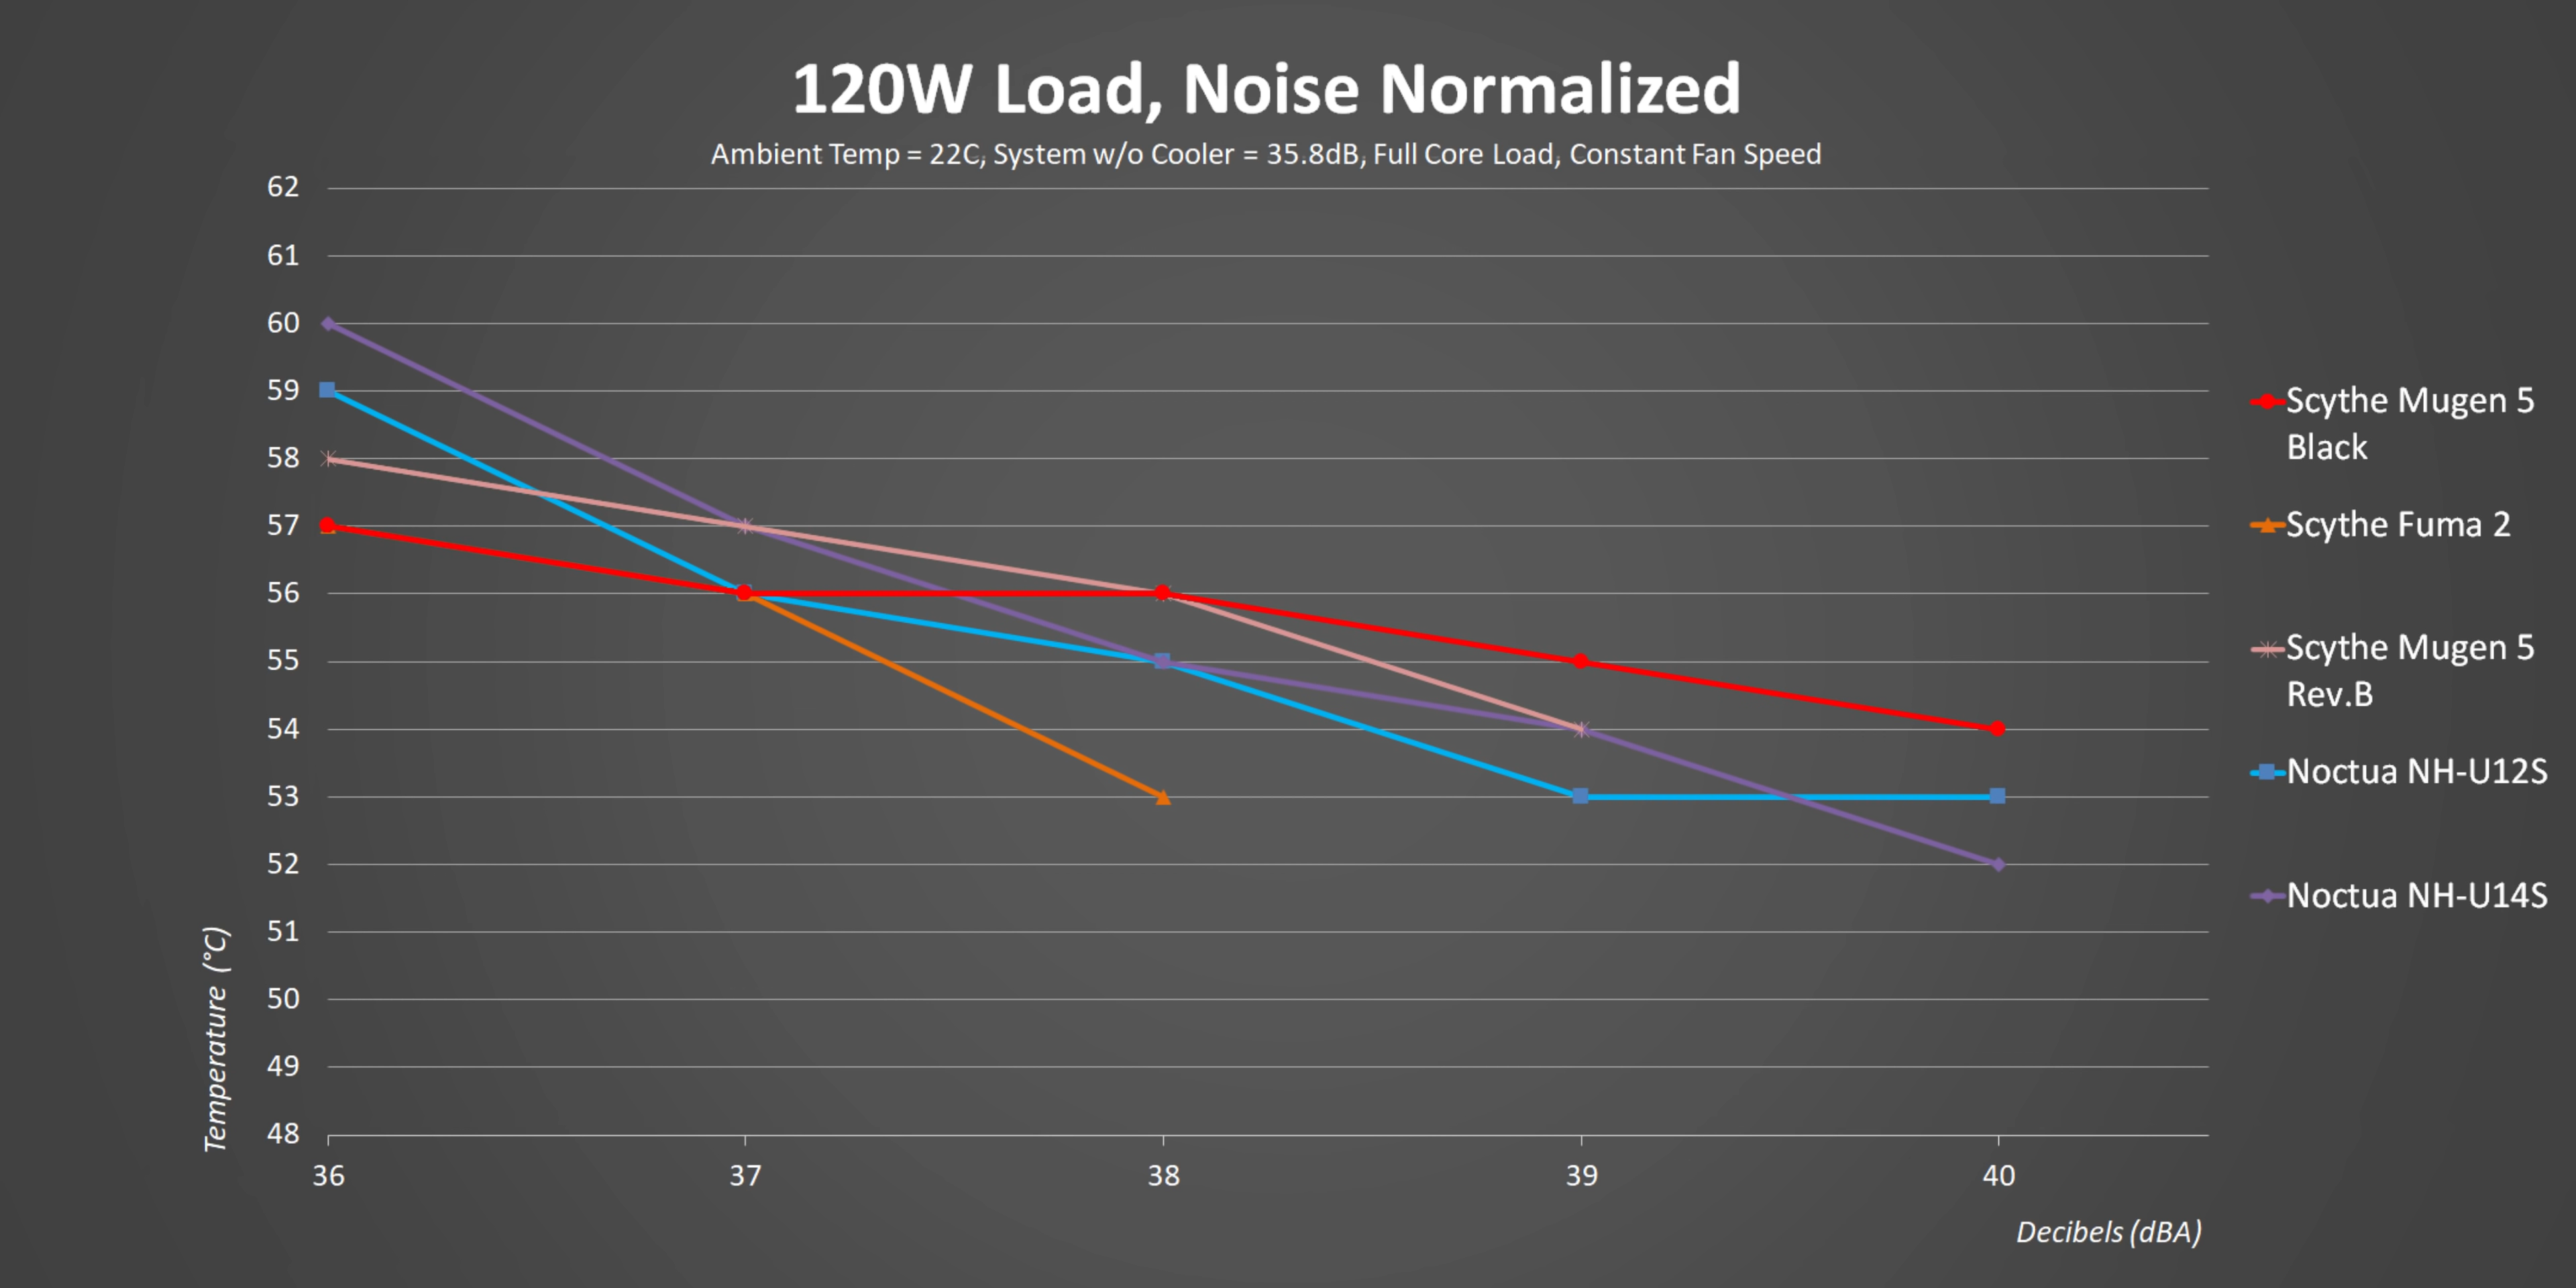 120W Load, Noise Normalized
Ambient Temp = 22C, System w/o Cooler = 35.8dB, Full Core Load, Constant Fan Speed
62
61
60
59
58
57
56
55
54
53
52
51
50
49
48
Temperature (°C)
36 37 38 39 40
Decibels (dBA)
Scythe Mugen 5
Black
Scythe Fuma 2
Scythe Mugen 5
Rev.B
Noctua NH-U12S
Noctua NH-U14S